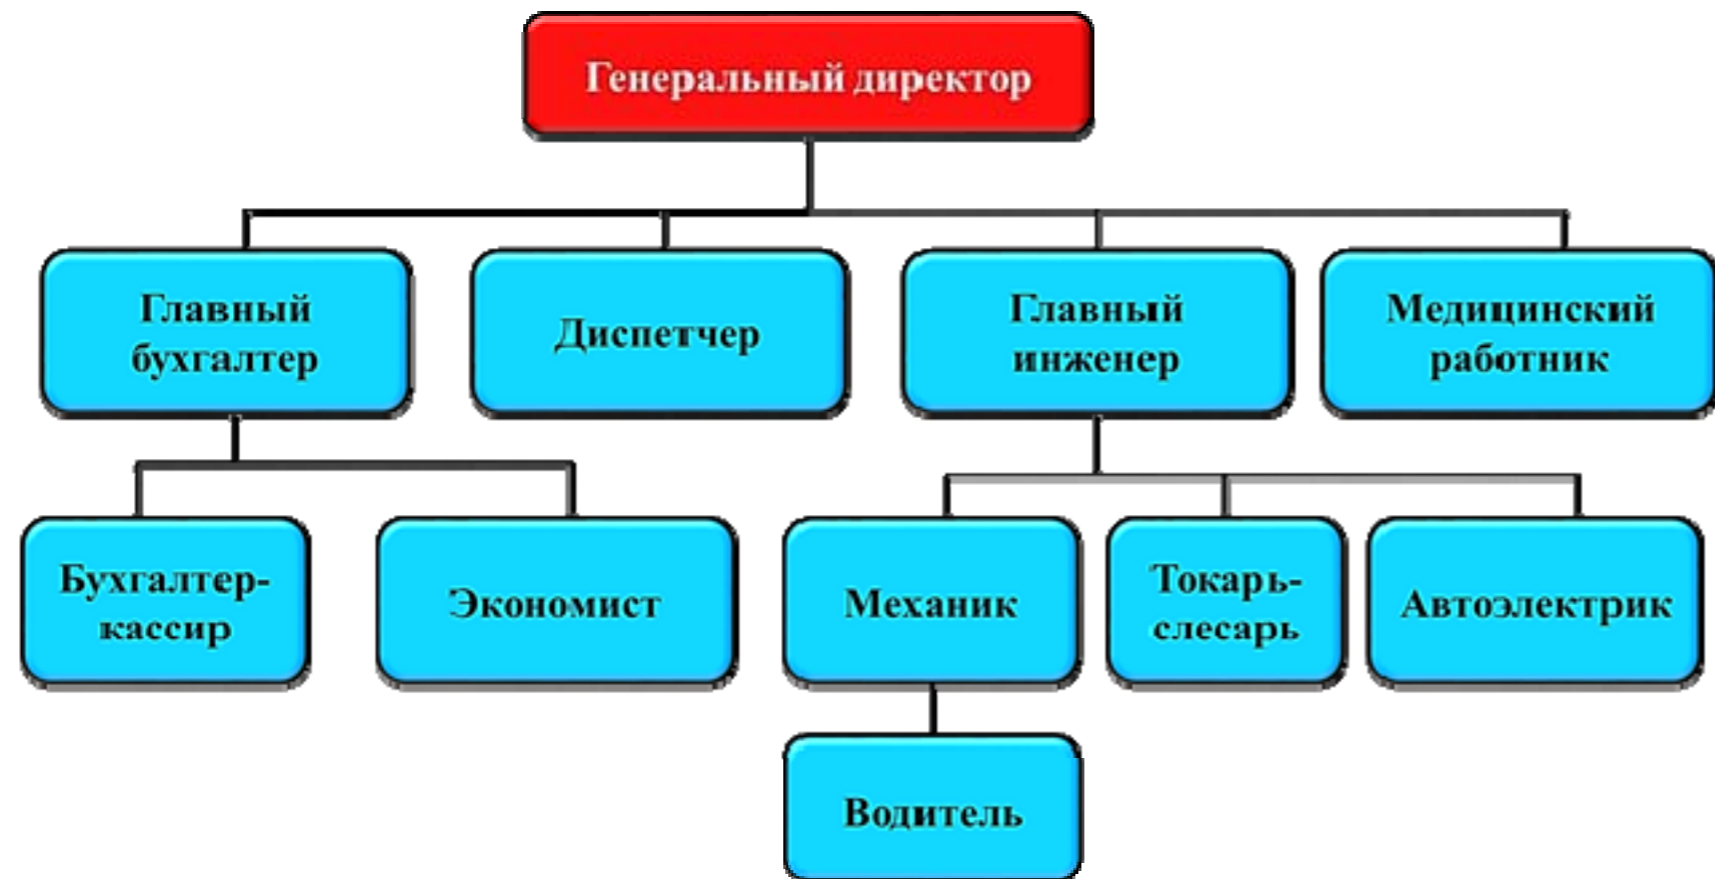 Генеральный директор
Главный
бухгалтер
Диспетчер
Главный
инженер
Медицинский
работник
Бухгалтер-
кассир
Экономист
Механик
Токарь-
слесарь
Автоэлектрик
Водитель